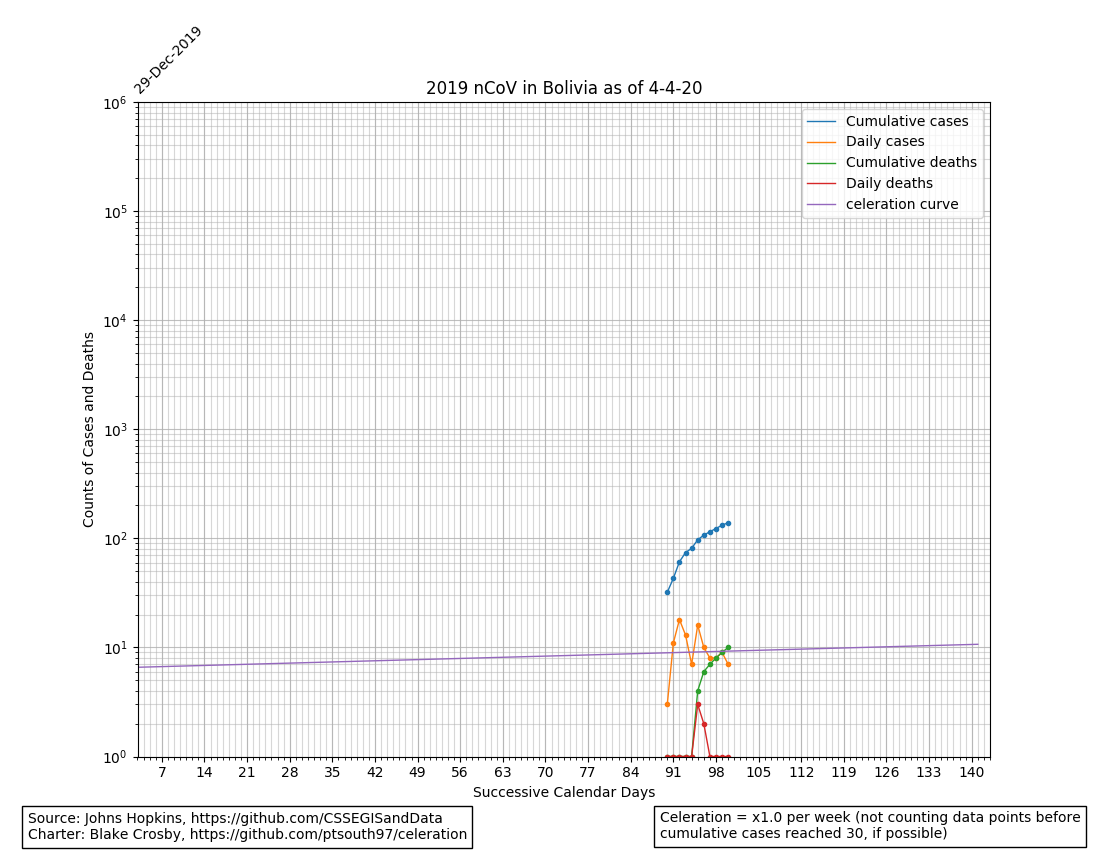 29-Dec-2019
2019 nCoV in Bolivia as of 4-4-20
Cumulative cases
Daily cases
Cumulative deaths
Daily deaths
celeration curve
Counts of Cases and Deaths
10^6
10^5
10^4
10^3
10^2
10^1
10^0
7 14 21 28 35 42 49 56 63 70 77 84 91 98 105 112 119 126 133 140
Successive Calendar Days
Source: Johns Hopkins, https://github.com/CSSEGISandData
Charter: Blake Crosby, https://github.com/ptsouth97/celeration
Celeration = x1.0 per week (not counting data points before
cumulative cases reached 30, if possible)